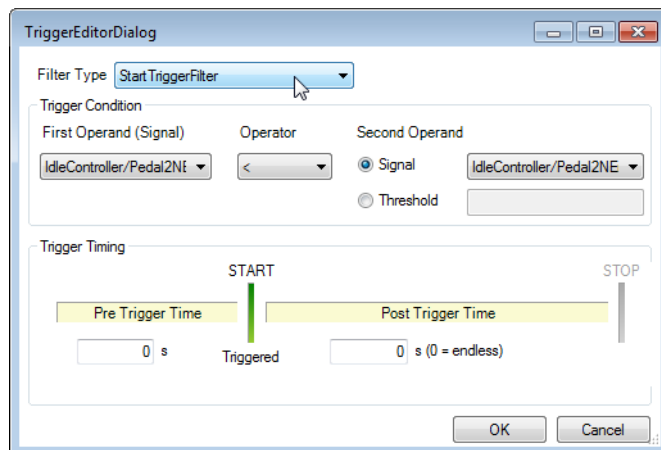 TriggerEditorDialog
Filter Type StartTriggerFilter
Trigger Condition
First Operand (Signal) Operator Second Operand
IdleController/Pedal2NE < Signal IdleController/Pedal2NE
Threshold
Trigger Timing
START STOP
Pre Trigger Time Post Trigger Time
0 s Triggered 0 s (0 = endless)
OK Cancel